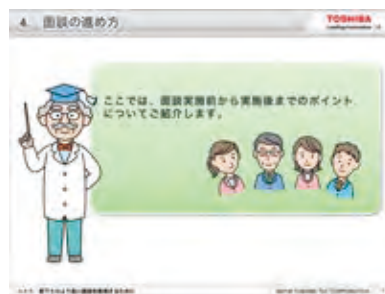 4. 面談の進め方
TOSHIBA
Leading Innovation
ここでは、面談実施前から実施後までのポイント
についてご紹介します。